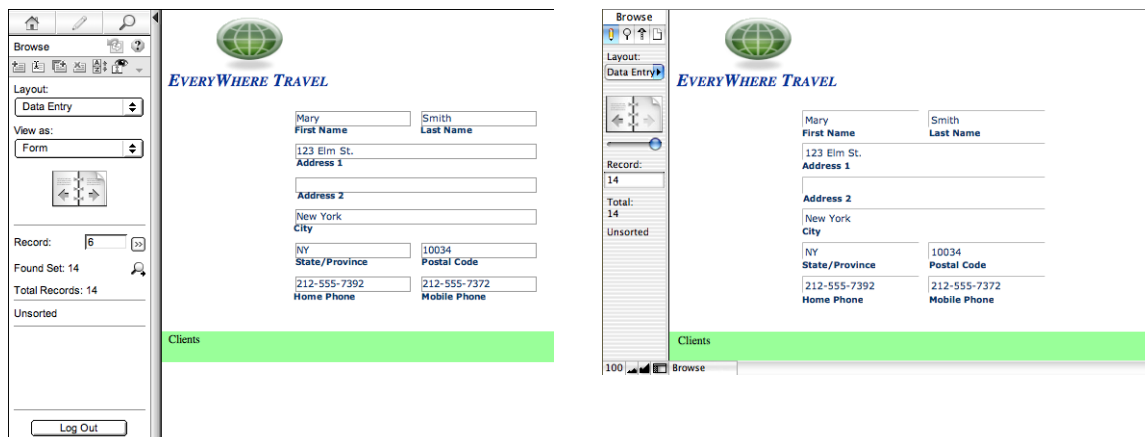 Browse
Layout:
Data Entry
View as:
Form
Record: 6
Found Set: 14
Total Records: 14
Unsorted
Log Out
EVERYWHERE TRAVEL
Mary Smith
First Name Last Name
123 Elm St.
Address 1
Address 2
New York
City
NY 10034
State/Province Postal Code
212-555-7392 212-555-7372
Home Phone Mobile Phone
Clients
Browse
Layout:
Data Entry
Record:
14
Total:
14
Unsorted
EVERYWHERE TRAVEL
Mary Smith
First Name Last Name
123 Elm St.
Address 1
Address 2
New York
City
NY 10034
State/Province Postal Code
212-555-7392 212-555-7372
Home Phone Mobile Phone
Clients
100 Browse